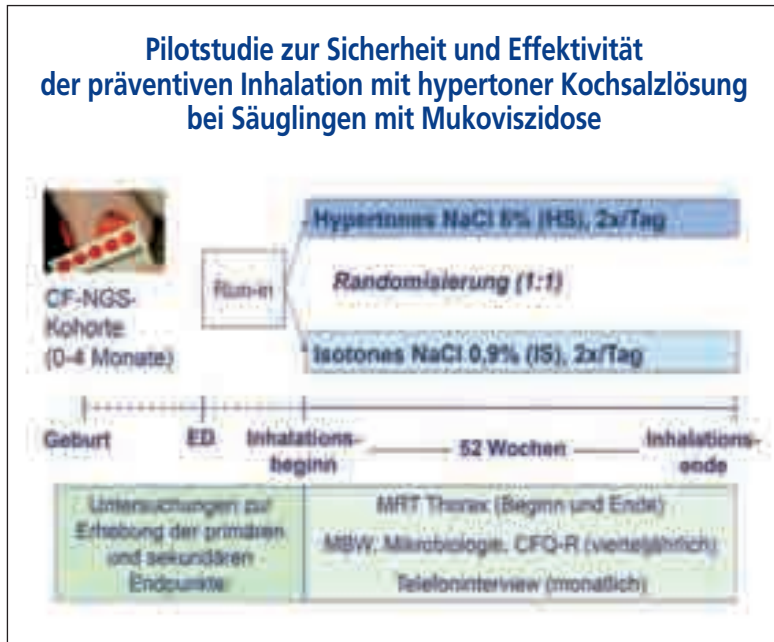 Pilotstudie zur Sicherheit und Effektivität
der präventiven Inhalation mit hypertoner Kochsalzlösung
bei Säuglingen mit Mukoviszidose
Hypertones NaCl 6% (HS), 2x/Tag
CF-NGS-
Kohorte
(0-4 Monate)
Run-in
Randomisierung (1:1)
Isotones NaCl 0,9% (IS), 2x/Tag
Geburt
ED
Inhalations-
beginn
52 Wochen
Inhalations-
ende
Untersuchungen zur
Erhebung der primären
und sekundären
Endpunkte
MRT Thorax (Beginn und Ende)
MBW, Mikrobiologie, CFQ-R (vierteljährlich)
Telefoninterview (monatlich)